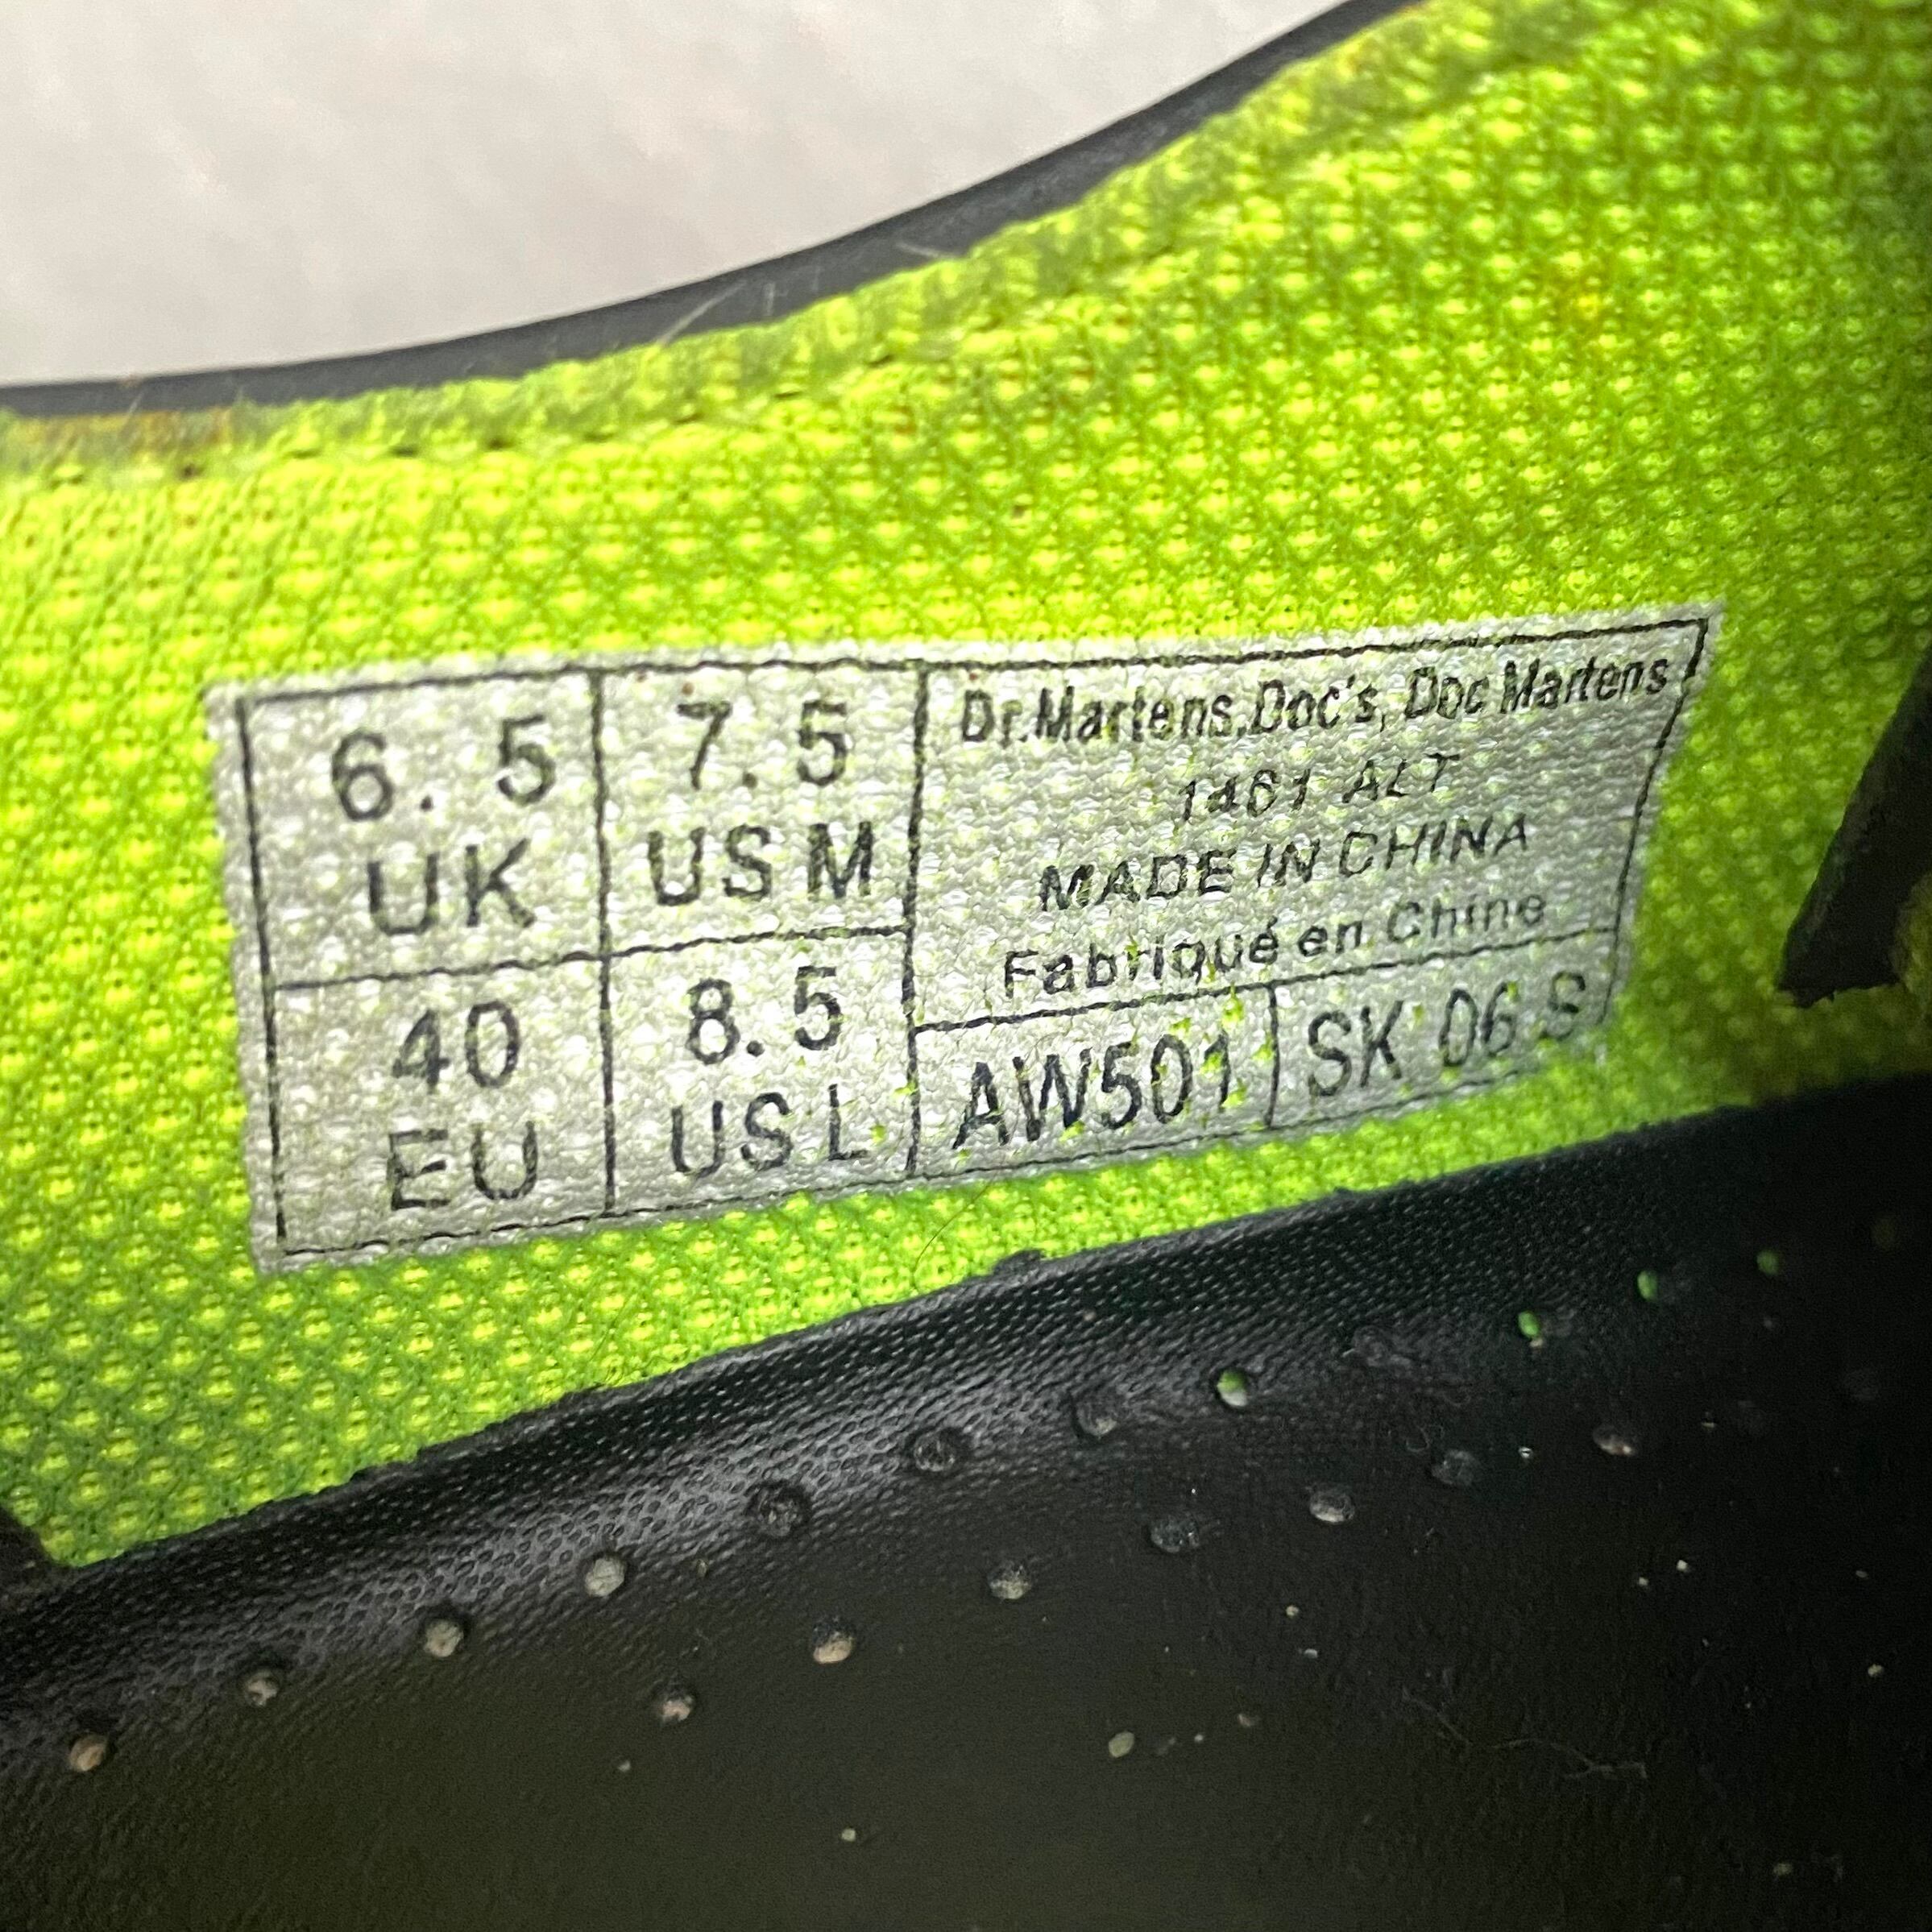 6. 5
UK
7. 5
US M
40
EU
8. 5
US L
Dr.Martens,Doc's, Doc Martens
1461 ALT
MADE IN CHINA
Fabriqué en Chine
AW501
SK 06 S